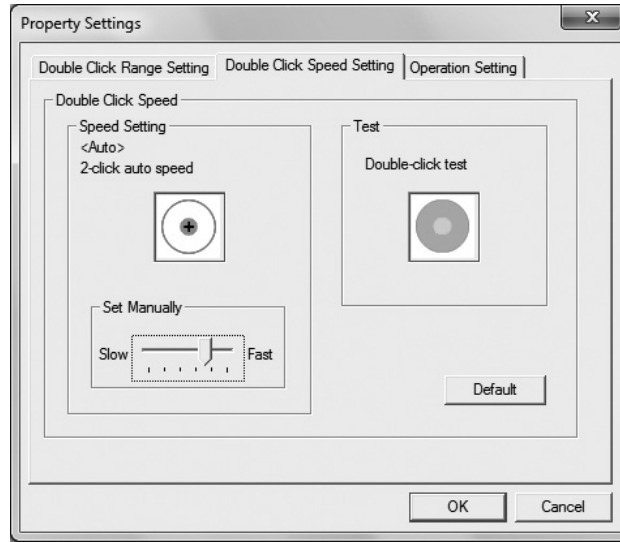 Property Settings
x
Double Click Range Setting
Double Click Speed Setting
Operation Setting
Double Click Speed
Speed Setting
<Auto>
2-click auto speed
Test
Double-click test
Set Manually
Slow
Fast
Default
OK
Cancel